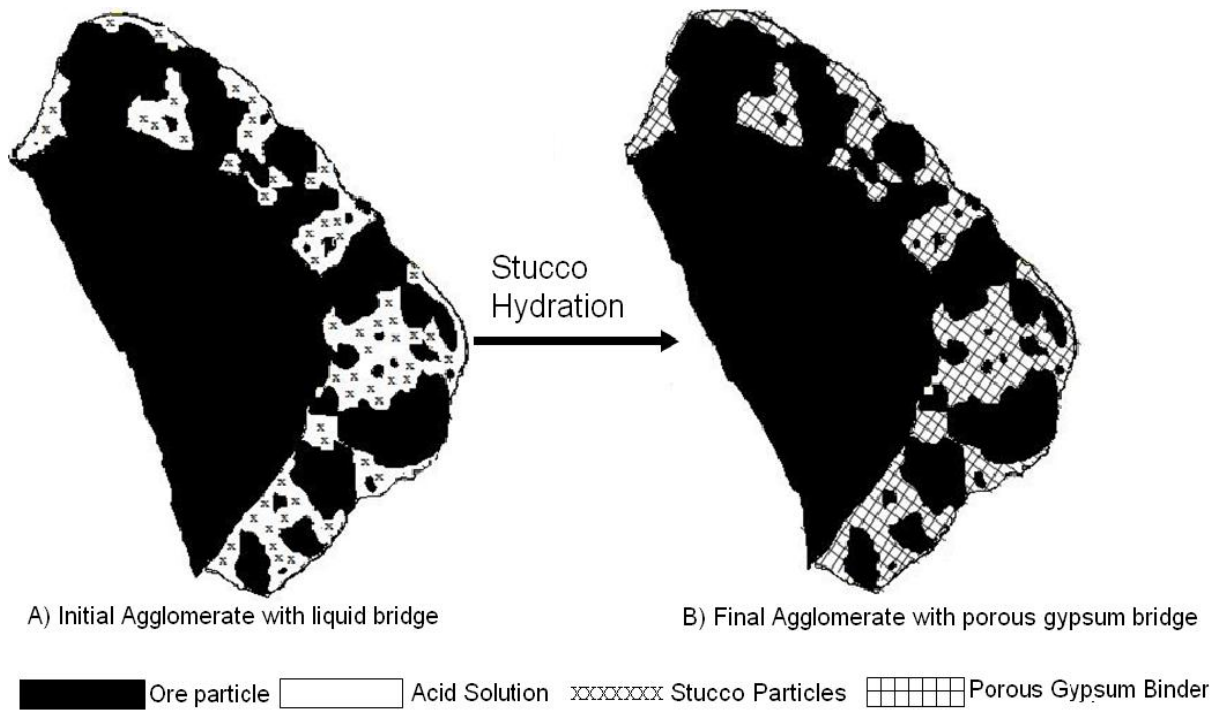 Stucco
Hydration
A) Initial Agglomerate with liquid bridge
B) Final Agglomerate with porous gypsum bridge
Ore particle
Acid Solution
xxxxxxx Stucco Particles
Porous Gypsum Binder